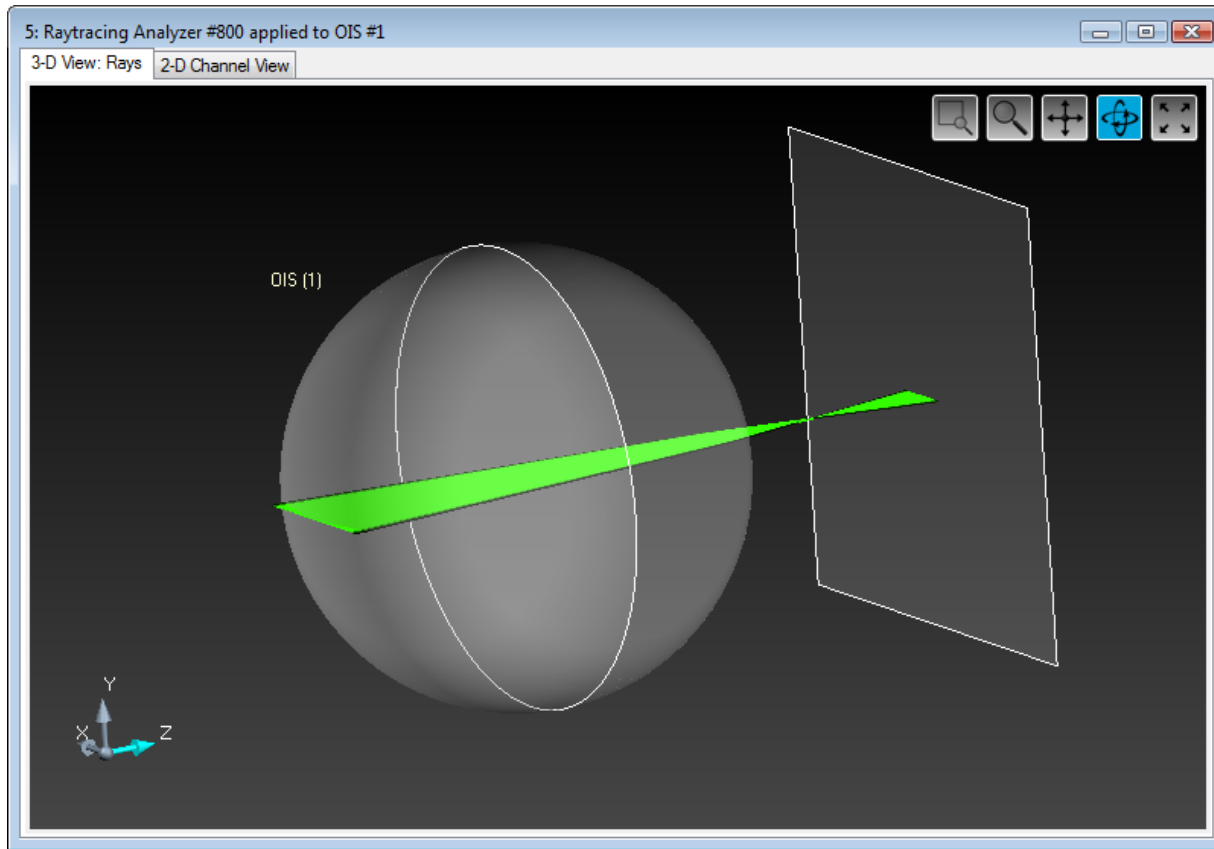 5: Raytracing Analyzer #800 applied to OIS #1
3-D View: Rays 2-D Channel View
OIS (1)
Y
X Z